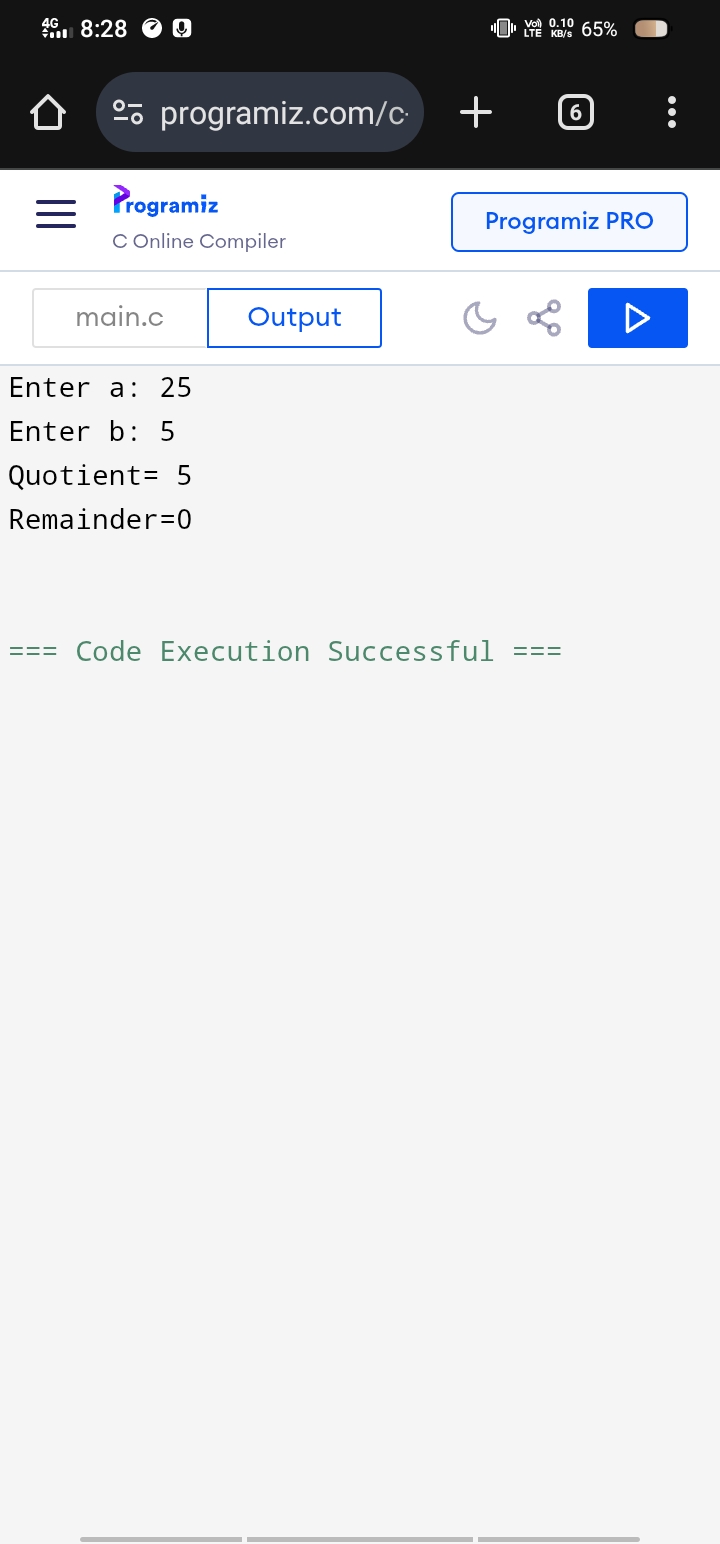 4G 8:28 Vo) LTE 0.10 KB/s 65%
programiz.com/c
6
Programiz
C Online Compiler
Programiz PRO
main.c Output
Enter a: 25
Enter b: 5
Quotient= 5
Remainder=0
=== Code Execution Successful ===